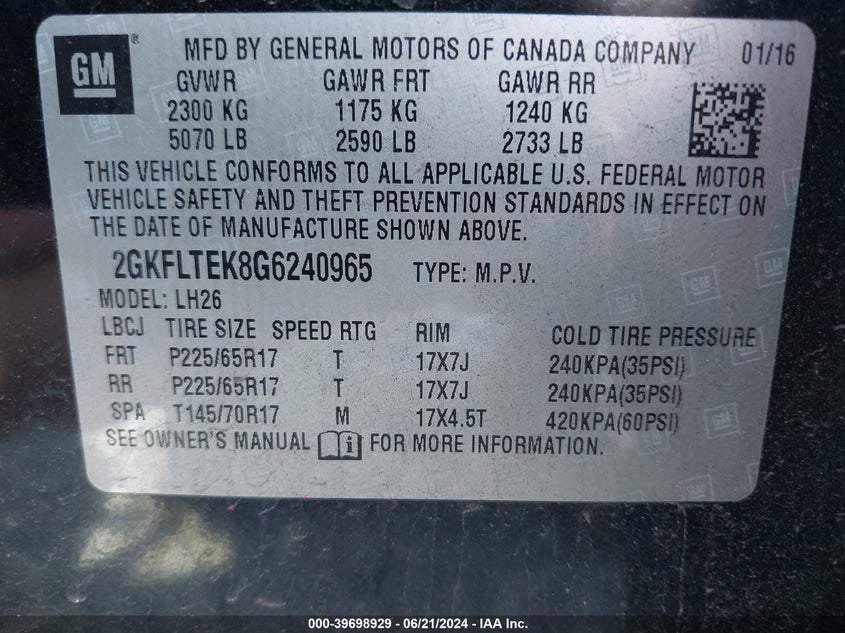 GM ® MFD BY GENERAL MOTORS OF CANADA COMPANY 01/16
GVWR GAWR FRT GAWR RR
2300 KG 1175 KG 1240 KG
5070 LB 2590 LB 2733 LB
THIS VEHICLE CONFORMS TO ALL APPLICABLE U.S. FEDERAL MOTOR
VEHICLE SAFETY AND THEFT PREVENTION STANDARDS IN EFFECT ON
THE DATE OF MANUFACTURE SHOWN ABOVE.
2GKFLTEK8G6240965 TYPE: M.P.V.
MODEL: LH26
LBCJ TIRE SIZE SPEED RTG RIM COLD TIRE PRESSURE
FRT P225/65R17 T 17X7J 240KPA(35PSI)
RR P225/65R17 T 17X7J 240KPA(35PSI)
SPA T145/70R17 M 17X4.5T 420KPA(60PSI)
SEE OWNER'S MANUAL i FOR MORE INFORMATION.
000-39698929 - 06/21/2024 - IAA Inc.